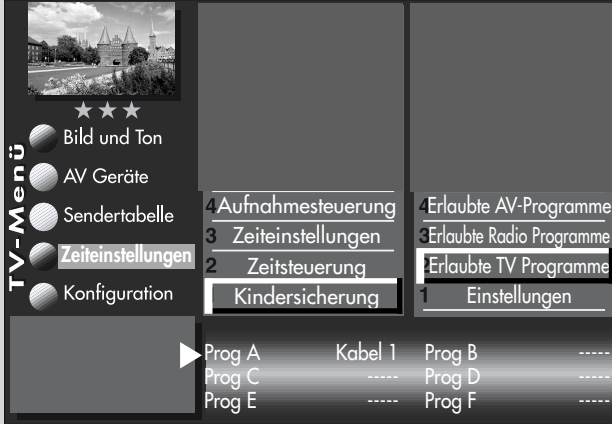 TV-Menü
Bild und Ton
AV Geräte
Sendertabelle
Zeiteinstellungen
Konfiguration
4 Aufnahmesteuerung
3 Zeiteinstellungen
2 Zeitsteuerung
Kindersicherung
4 Erlaubte AV-Programme
3 Erlaubte Radio Programme
2 Erlaubte TV Programme
1 Einstellungen
Prog A Kabel 1 Prog B -----
Prog C ----- Prog D -----
Prog E ----- Prog F -----